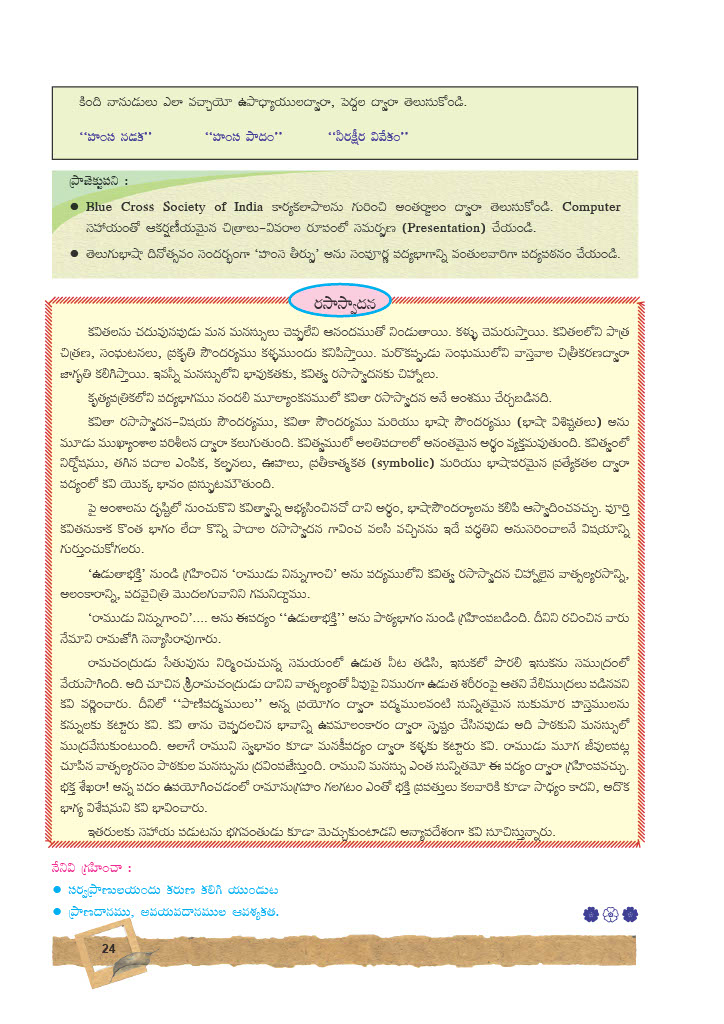 కింది నానుడులు ఎలా వచ్చాయో ఉపాధ్యాయులద్వారా, పెద్దల ద్వారా తెలుసుకోండి.
“హంస నడక” “హంస పాదం” “నీరక్షీర వివేకం”
ప్రాజెక్టుపని :
● Blue Cross Society of India కార్యకలాపాలను గురించి అంతర్జాలం ద్వారా తెలుసుకోండి. Computer
సహాయంతో ఆకర్షణీయమైన చిత్రాలు-వివరాల రూపంలో సమర్పణ (Presentation) చేయండి.
● తెలుగుభాషా దినోత్సవం సందర్భంగా ‘హంస తీర్పు’ అను సంపూర్ణ పద్యభాగాన్ని వంతులవారిగా పద్యపఠనం చేయండి.
రసాస్వాదన
కవితలను చదువునపుడు మన మనస్సులు చెప్పలేని ఆనందముతో నిండుతాయి. కళ్ళు చెమరుస్తాయి. కవితలలోని పాత్ర
చిత్రణ, సంఘటనలు, ప్రకృతి సౌందర్యము కళ్ళముందు కనిపిస్తాయి. మరొకప్పుడు సంఘములోని వాస్తవాల చిత్రీకరణద్వారా
జాగృతి కలిగిస్తాయి. ఇవన్నీ మనస్సులోని భావుకతకు, కవిత్వ రసాస్వాదనకు చిహ్నాలు.
కృత్యపత్రికలోని పద్యభాగము నందలి మూల్యాంకనములో కవితా రసాస్వాదన అనే అంశము చేర్చబడినది.
కవితా రసాస్వాదన-విషయ సౌందర్యము, కవితా సౌందర్యము మరియు భాషా సౌందర్యము (భాషా విశిష్టతలు) అను
మూడు ముఖ్యాంశాల పరిశీలన ద్వారా కలుగుతుంది. కవిత్వములో అలతిపదాలలో అనంతమైన అర్థం వ్యక్తమవుతుంది. కవిత్వంలో
నిర్దోషము, తగిన పదాల ఎంపిక, కల్పనలు, ఊహలు, ప్రతీకాత్మకత (symbolic) మరియు భాషాపరమైన ప్రత్యేకతల ద్వారా
పద్యంలో కవి యొక్క భావం ప్రస్ఫుటమౌతుంది.
పై అంశాలను దృష్టిలో నుంచుకొని కవిత్వాన్ని అభ్యసించినచో దాని అర్థం, భాషాసౌందర్యాలను కలిపి ఆస్వాదించవచ్చు. పూర్తి
కవితనుకాక కొంత భాగం లేదా కొన్ని పాదాల రసాస్వాదన గావించ వలసి వచ్చినను ఇదే పద్ధతిని అనుసరించాలనే విషయాన్ని
గుర్తుంచుకోగలరు.
‘ఉడుతాభక్తి’ నుండి గ్రహించిన ‘రాముడు నిన్నుగాంచి’ అను పద్యములోని కవిత్వ రసాస్వాదన చిహ్నాలైన వాత్సల్యరసాన్ని,
అలంకారాన్ని, పదవైచిత్రి మొదలగువానిని గమనిద్దాము.
‘రాముడు నిన్నుగాంచి’.... అను ఈపద్యం “ఉడుతాభక్తి” అను పాఠ్యభాగం నుండి గ్రహింపబడింది. దీనిని రచించిన వారు
నేమాని రామజోగి సన్యాసిరావుగారు.
రామచంద్రుడు సేతువును నిర్మించుచున్న సమయంలో ఉడుత నీట తడిసి, ఇసుకలో పొరలి ఇసుకను సముద్రంలో
వేయసాగింది. అది చూచిన శ్రీరామచంద్రుడు దానిని వాత్సల్యంతో వీపుపై నిమురగా ఉడుత శరీరంపై ఆతని వేలిముద్రలు పడినవని
కవి వర్ణించారు. దీనిలో “పాణిపద్మములు” అన్న ప్రయోగం ద్వారా పద్మములవంటి సున్నితమైన సుకుమార హస్తములను
కన్నులకు కట్టారు కవి. కవి తాను చెప్పదలచిన భావాన్ని ఉపమాలంకారం ద్వారా స్పష్టం చేసినపుడు అది పాఠకుని మనస్సులో
ముద్రవేసుకుంటుంది. అలాగే రాముని స్వభావం కూడా మనకీపద్యం ద్వారా కళ్ళకు కట్టారు కవి. రాముడు మూగ జీవులపట్ల
చూపిన వాత్సల్యరసం పాఠకుల మనస్సును ద్రవింపజేస్తుంది. రాముని మనస్సు ఎంత సున్నితమో ఈ పద్యం ద్వారా గ్రహింపవచ్చు.
భక్త శేఖరా! అన్న పదం ఉపయోగించడంలో రామానుగ్రహం గలగటం ఎంతో భక్తి ప్రపత్తులు కలవారికి కూడా సాధ్యం కాదని, అదొక
భాగ్య విశేషమని కవి భావించారు.
ఇతరులకు సహాయ పడుటను భగవంతుడు కూడా మెచ్చుకుంటాడని అన్యాపదేశంగా కవి సూచిస్తున్నారు.
నేనివి గ్రహించా :
● సర్వప్రాణులయందు కరుణ కలిగి యుండుట
● ప్రాణదానము, అవయవదానముల ఆవశ్యకత.
24